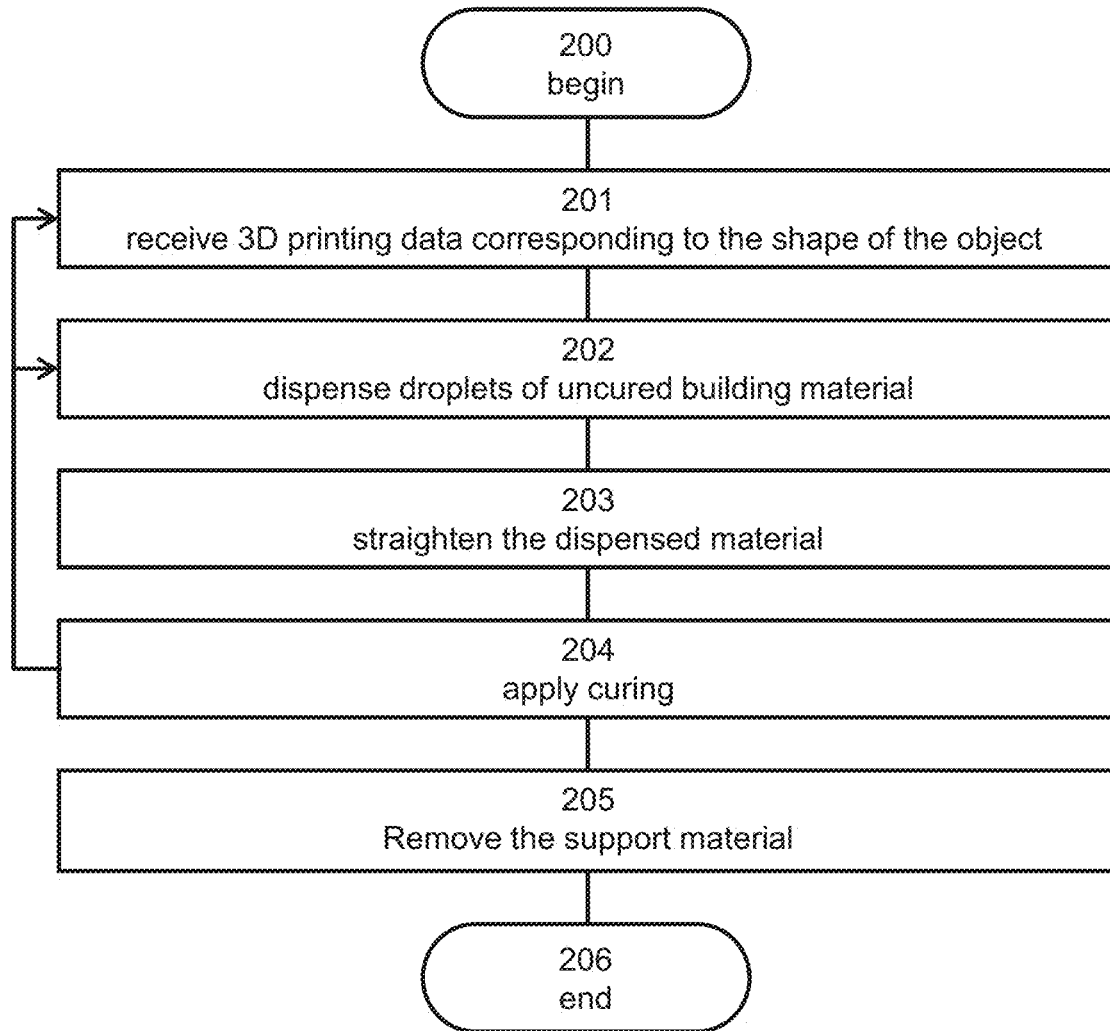 200
begin
201
receive 3D printing data corresponding to the shape of the object
202
dispense droplets of uncured building material
203
straighten the dispensed material
204
apply curing
205
Remove the support material
206
end